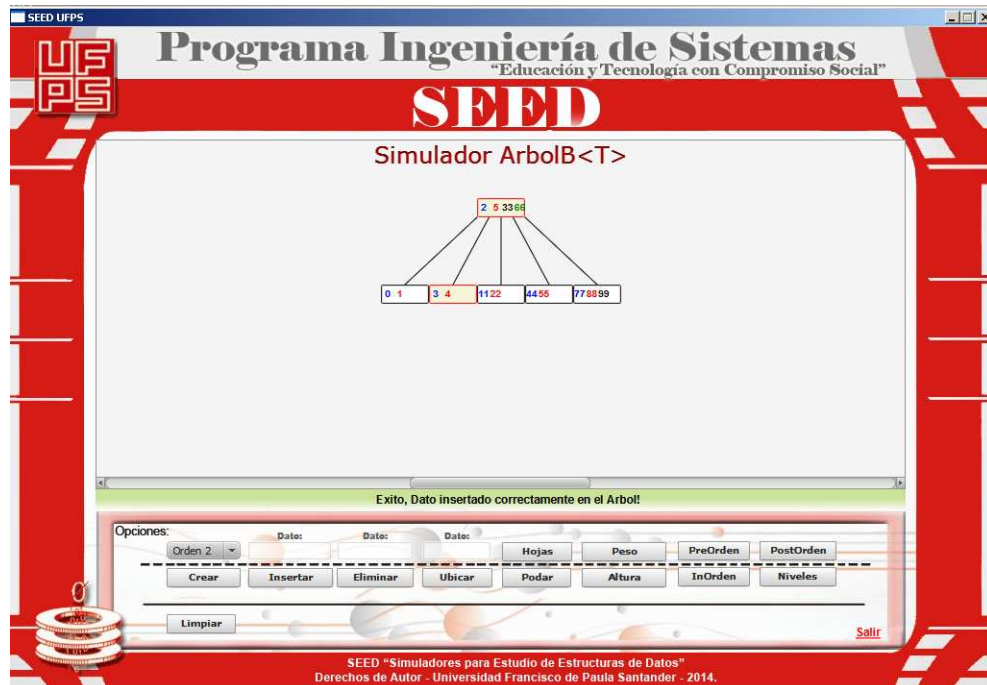 SEED UFPS
UFPS
Programa Ingeniería de Sistemas
“Educación y Tecnología con Compromiso Social”
SEED
Simulador ArbolB<T>
2 5 33 66
0 1 3 4 11 22 44 55 77 88 99
Exito, Dato insertado correctamente en el Arbol!
Opciones:
Dato: Dato: Dato:
Orden 2 Hojas Peso PreOrden PostOrden
Crear Insertar Eliminar Ubicar Podar Altura InOrden Niveles
Limpiar
Salir
SEED “Simuladores para Estudio de Estructuras de Datos”
Derechos de Autor - Universidad Francisco de Paula Santander - 2014.